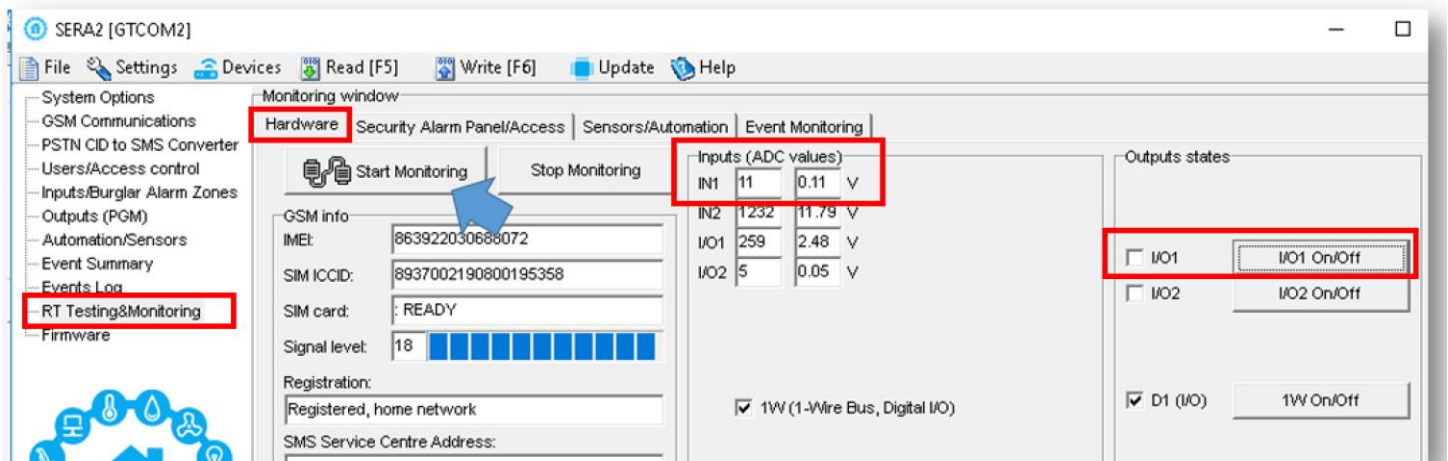 SERA2 [GTCOM2]
File Settings Devices Read [F5] Write [F6] Update Help
System Options
GSM Communications
PSTN CID to SMS Converter
Users/Access control
Inputs/Burglar Alarm Zones
Outputs (PGM)
Automation/Sensors
Event Summary
Events Log
RT Testing&Monitoring
Firmware
Monitoring window
Hardware Security Alarm Panel/Access Sensors/Automation Event Monitoring
Start Monitoring Stop Monitoring
GSM info
IMEI: 863922030688072
SIM ICCID: 8937002190800195358
SIM card: : READY
Signal level: 18
Registration:
Registered, home network
SMS Service Centre Address:
Inputs (ADC values)
IN1 11 0.11 V
IN2 1232 11.79 V
I/O1 259 2.48 V
I/O2 5 0.05 V
1W (1-Wire Bus, Digital I/O)
Outputs states
I/O1 I/O1 On/Off
I/O2 I/O2 On/Off
D1 (I/O) 1W On/Off